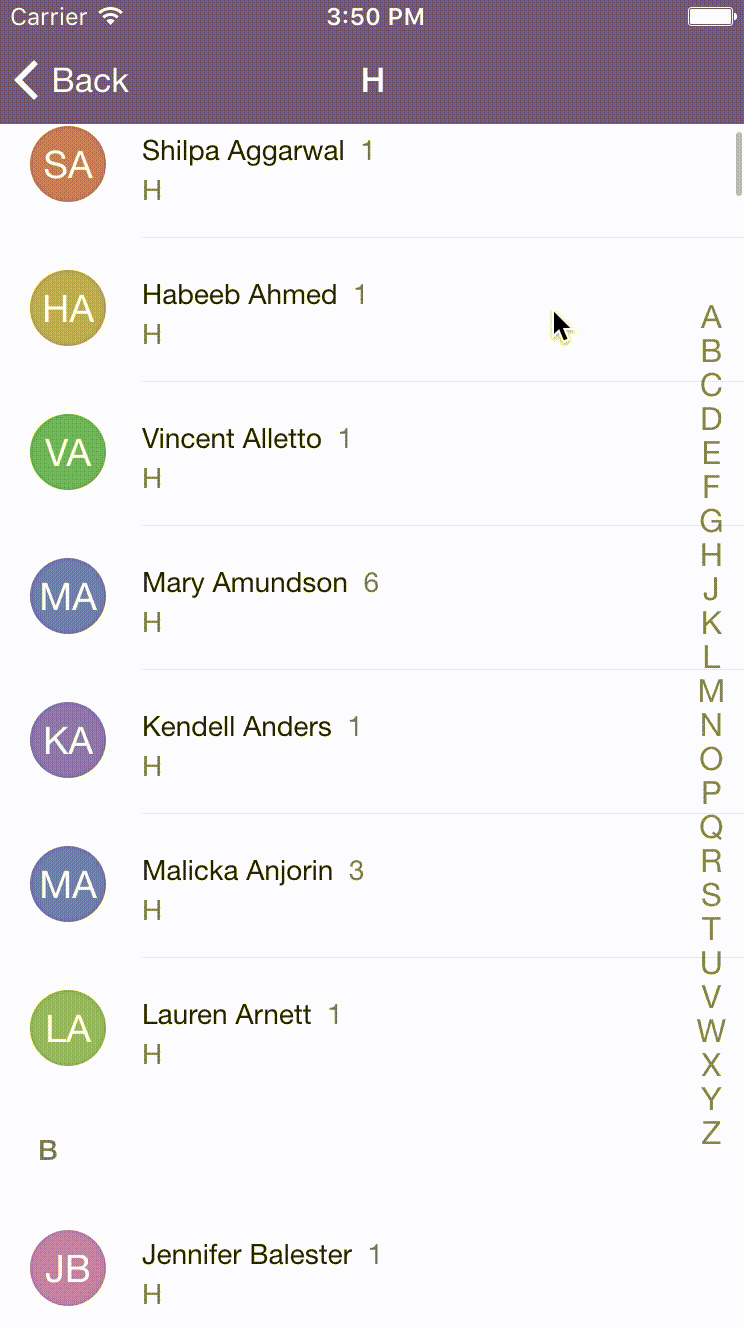 Carrier 3:50 PM
Back H
SA Shilpa Aggarwal 1
H
HA Habeeb Ahmed 1
H
VA Vincent Alletto 1
H
MA Mary Amundson 6
H
KA Kendell Anders 1
H
MA Malicka Anjorin 3
H
LA Lauren Arnett 1
H
B
JB Jennifer Balester 1
H
A
B
C
D
E
F
G
H
J
K
L
M
N
O
P
Q
R
S
T
U
V
W
X
Y
Z